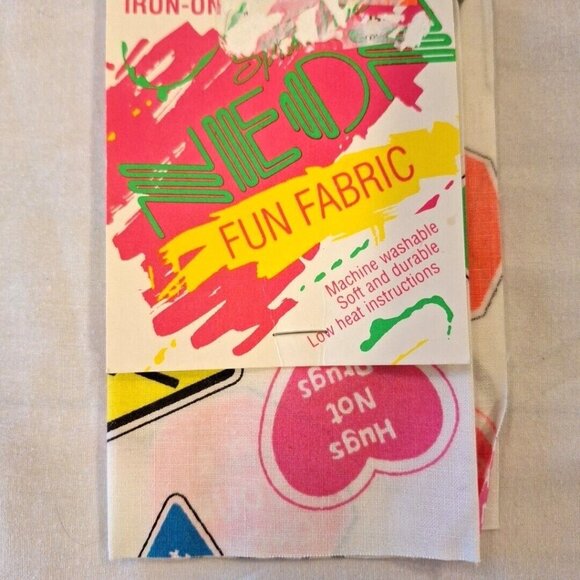 IRON-ON
NEON
FUN FABRIC
Machine washable
Soft and durable
Low heat instructions
Hugs
Not
Drugs